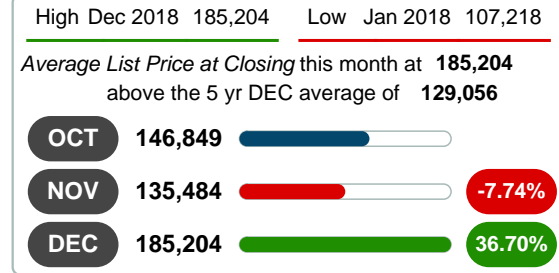 High Dec 2018 185,204 Low Jan 2018 107,218
Average List Price at Closing this month at 185,204
above the 5 yr DEC average of 129,056
OCT 146,849
NOV 135,484 -7.74%
DEC 185,204 36.70%